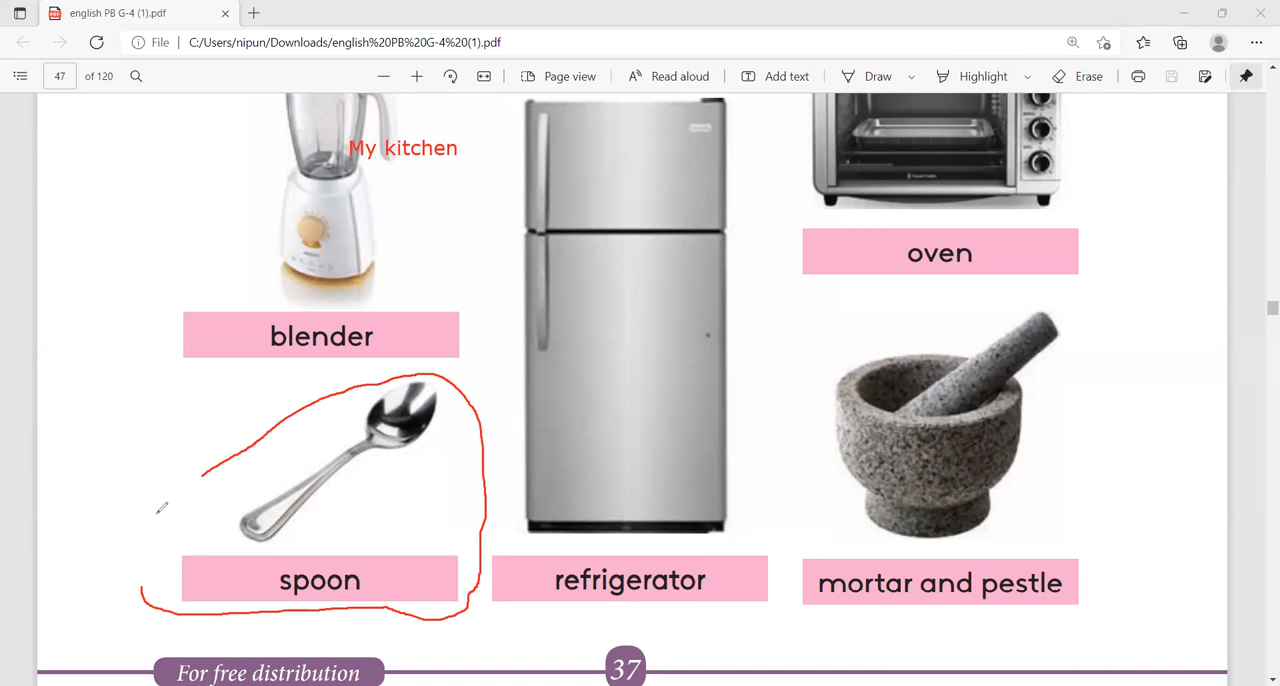 english PB G-4 (1).pdf
File | C:/Users/nipun/Downloads/english%20PB%20G-4%20(1).pdf
47 of 120 Page view Read aloud Add text Draw Highlight Erase
My kitchen
oven
blender
spoon
refrigerator
mortar and pestle
For free distribution
37